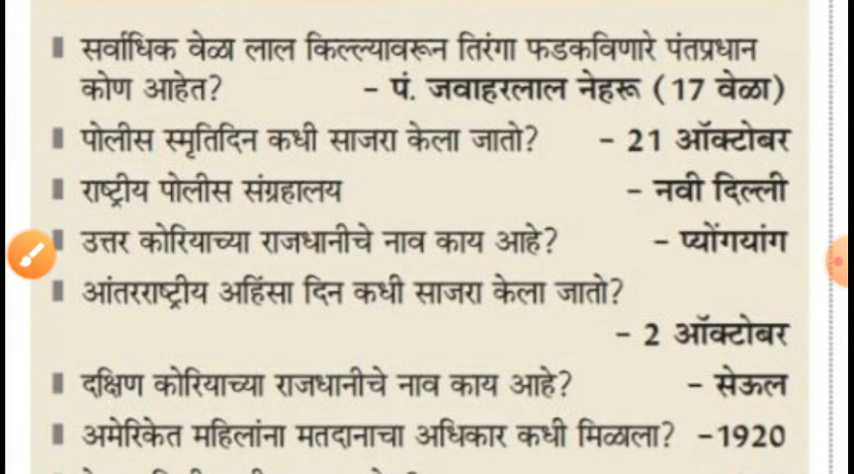 सर्वाधिक वेळा लाल किल्ल्यावरून तिरंगा फडकविणारे पंतप्रधान
कोण आहेत? – पं. जवाहरलाल नेहरू (17 वेळा)
पोलीस स्मृतिदिन कधी साजरा केला जातो? – 21 ऑक्टोबर
राष्ट्रीय पोलीस संग्रहालय – नवी दिल्ली
उत्तर कोरियाच्या राजधानीचे नाव काय आहे? – प्योंगयांग
आंतरराष्ट्रीय अहिंसा दिन कधी साजरा केला जातो?
– 2 ऑक्टोबर
दक्षिण कोरियाच्या राजधानीचे नाव काय आहे? – सेऊल
अमेरिकेत महिलांना मतदानाचा अधिकार कधी मिळाला? –1920